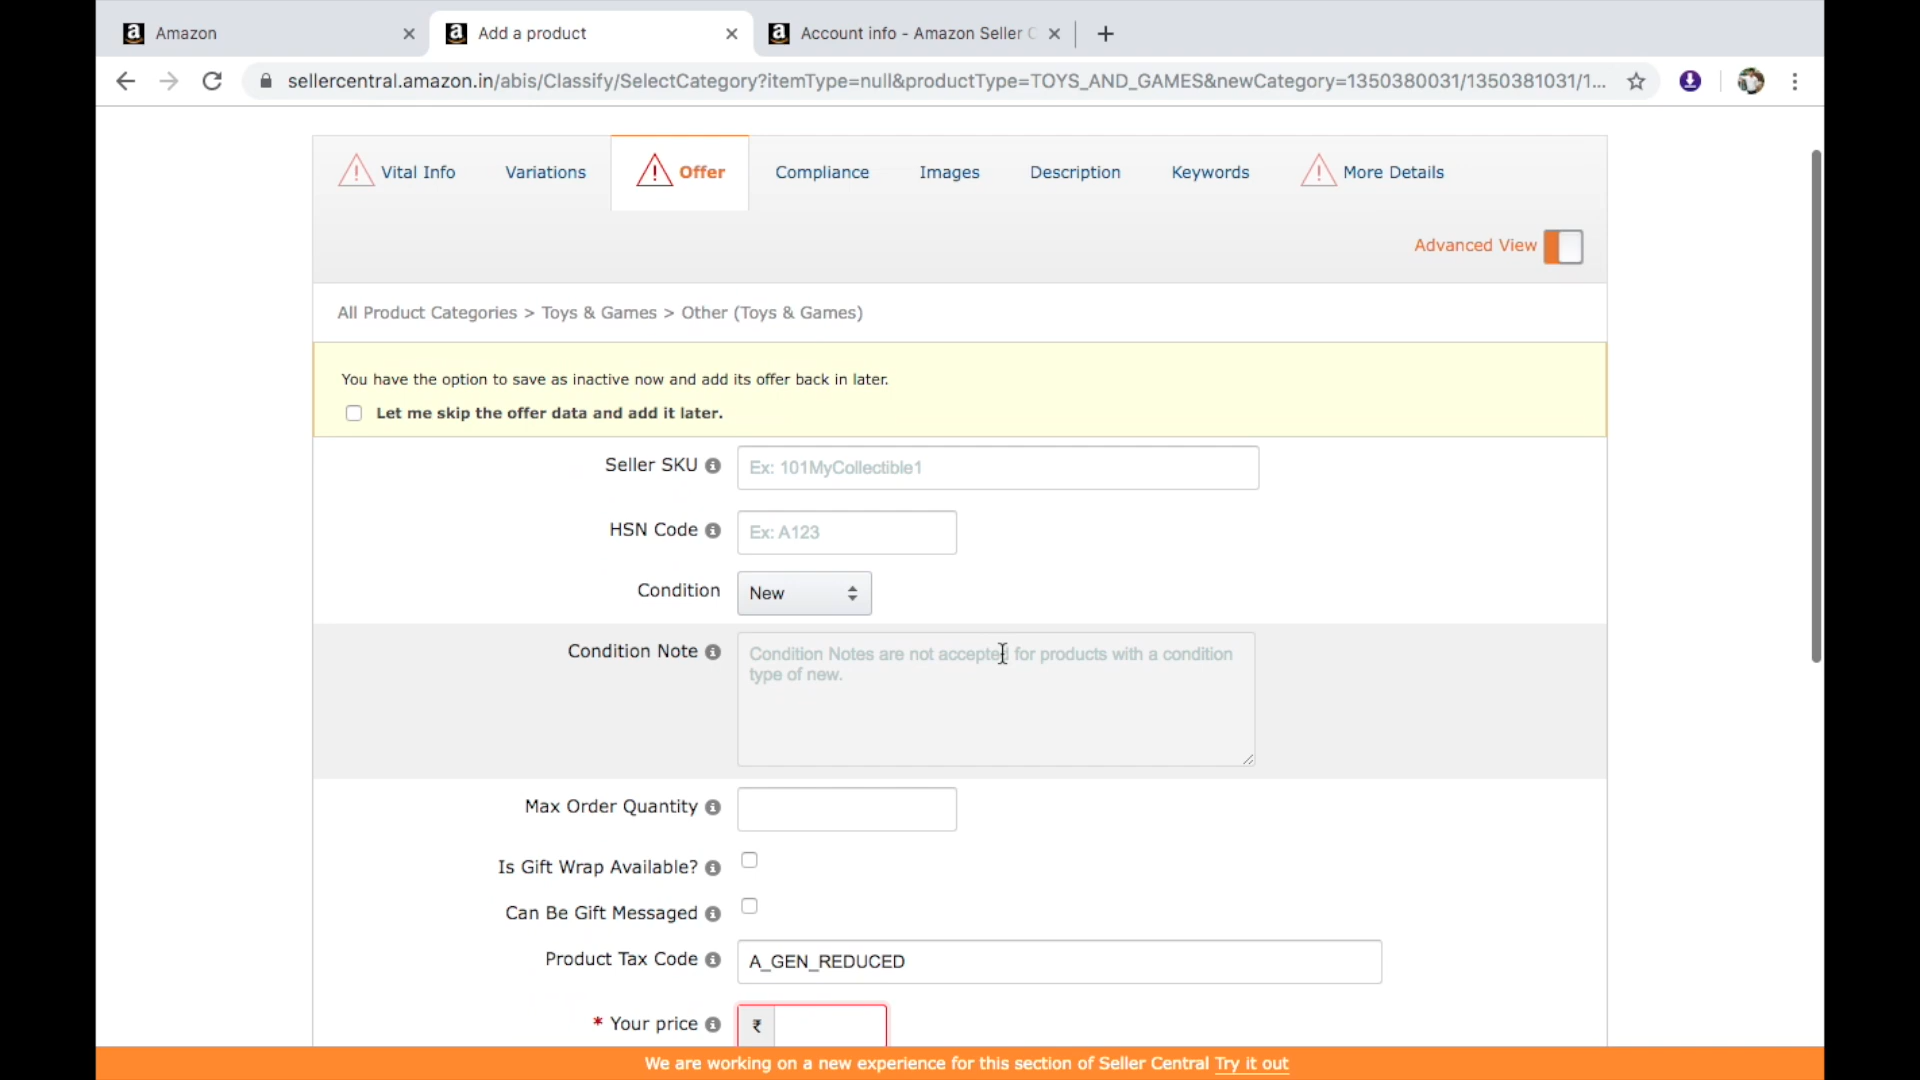 Amazon
Add a product
Account info - Amazon Seller C
sellercentral.amazon.in/abis/Classify/SelectCategory?itemType=null&productType=TOYS_AND_GAMES&newCategory=1350380031/1350381031/1...
Vital Info
Variations
Offer
Compliance
Images
Description
Keywords
More Details
Advanced View
All Product Categories > Toys & Games > Other (Toys & Games)
You have the option to save as inactive now and add its offer back in later.
Let me skip the offer data and add it later.
Seller SKU
Ex: 101MyCollectible1
HSN Code
Ex: A123
Condition
New
Condition Note
Condition Notes are not accepted for products with a condition
type of new.
Max Order Quantity
Is Gift Wrap Available?
Can Be Gift Messaged
Product Tax Code
A_GEN_REDUCED
* Your price
₹
We are working on a new experience for this section of Seller Central Try it out